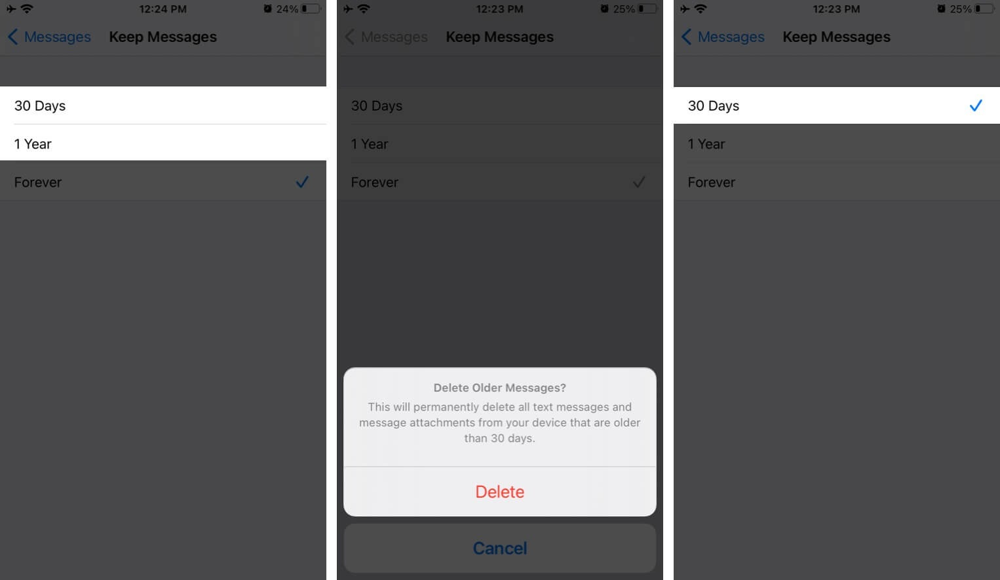 12:24 PM
24%
Messages
Keep Messages
30 Days
1 Year
Forever
12:23 PM
25%
Messages
Keep Messages
30 Days
1 Year
Forever
Delete Older Messages?
This will permanently delete all text messages and
message attachments from your device that are older
than 30 days.
Delete
Cancel
12:23 PM
25%
Messages
Keep Messages
30 Days
1 Year
Forever